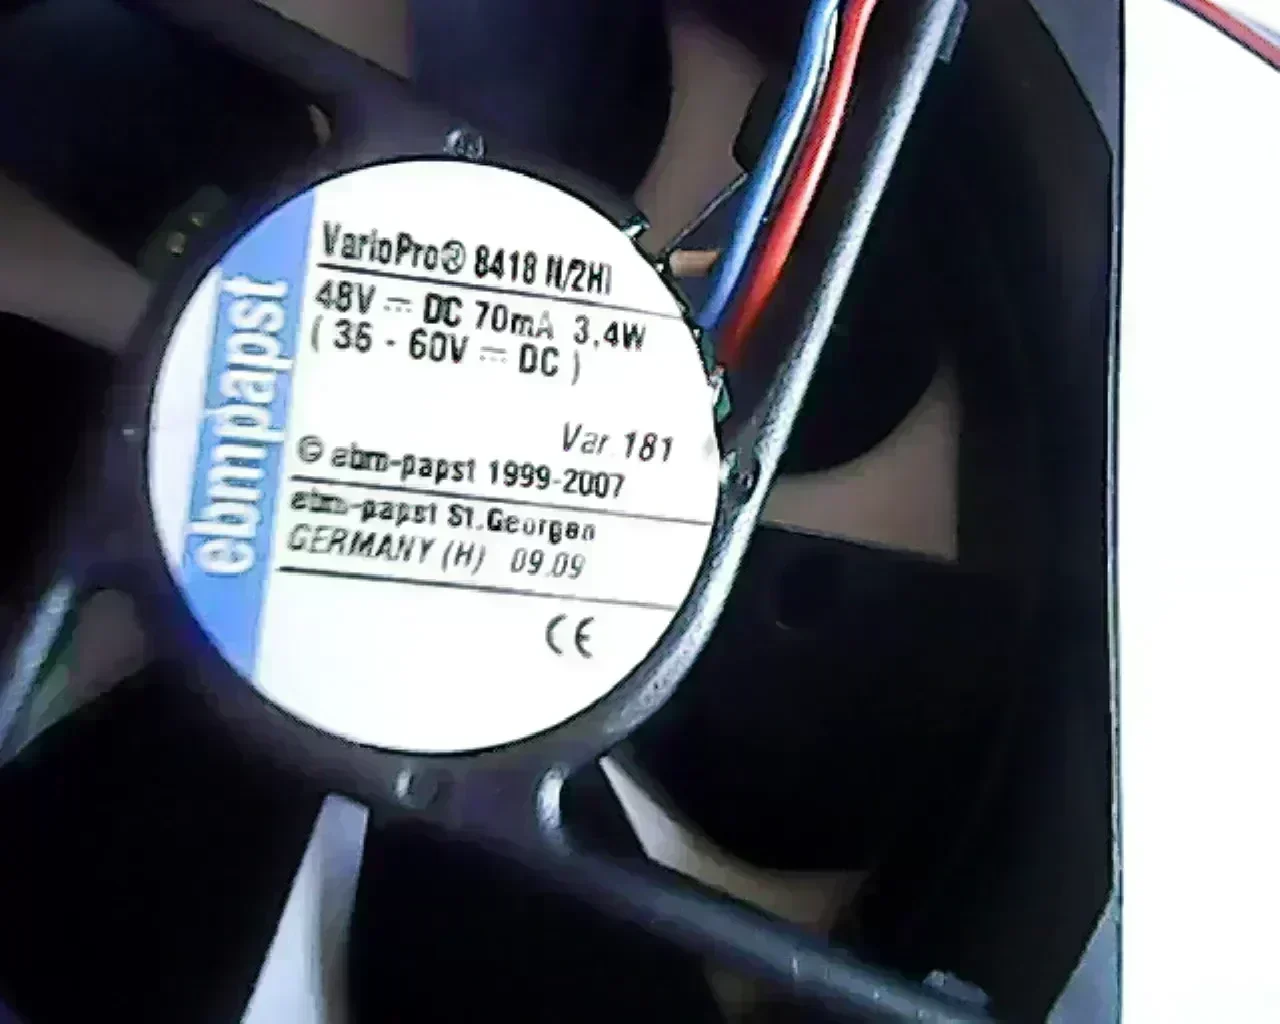 ebmpapst
VarioPro® 8418 N/2HI
48V ⎓ DC 70mA 3,4W
( 36 - 60V ⎓ DC )
Var. 181
© ebm-papst 1999-2007
ebm-papst St.Georgen
GERMANY (H) 09.09
CE